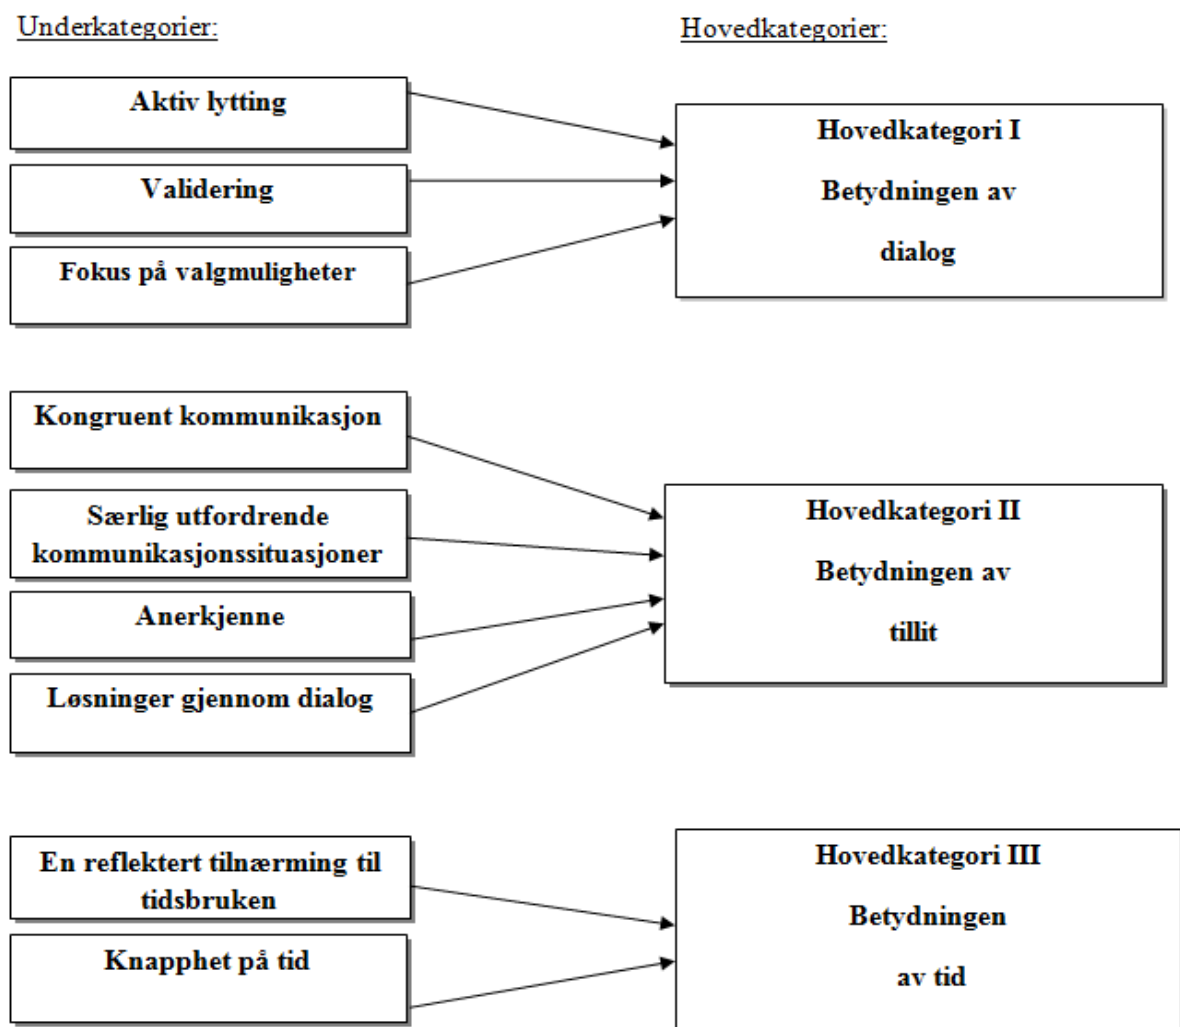 Underkategorier:
Hovedkategorier:
Aktiv lytting
Validering
Fokus på valgmuligheter
Hovedkategori I
Betydningen av
dialog
Kongruent kommunikasjon
Særlig utfordrende
kommunikasjonssituasjoner
Anerkjenne
Løsninger gjennom dialog
Hovedkategori II
Betydningen av
tillit
En reflektert tilnærming til
tidsbruken
Knapphet på tid
Hovedkategori III
Betydningen
av tid